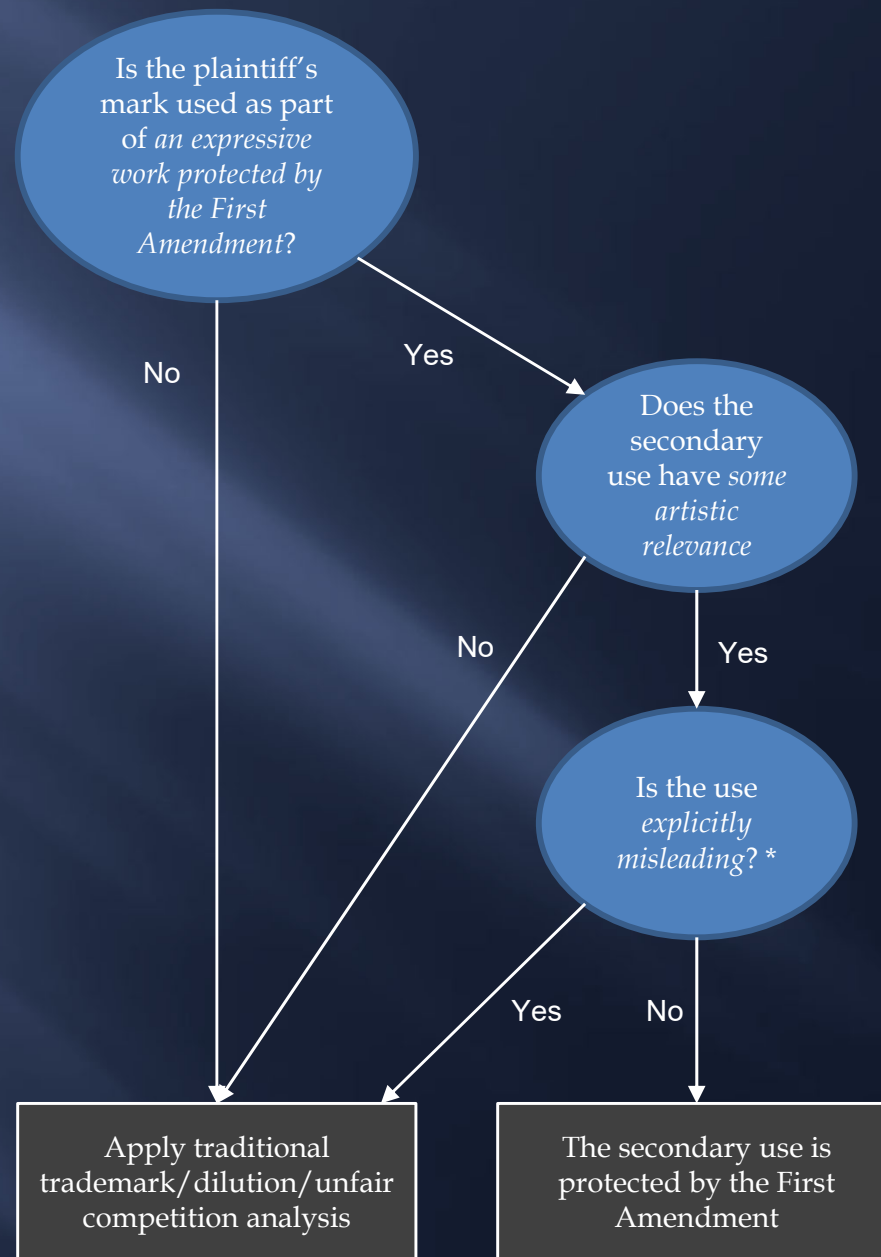 Is the plaintiff’s
mark used as part
of an expressive
work protected by
the First
Amendment?
No
Yes
Does the
secondary
use have some
artistic
relevance
No
Yes
Is the use
explicitly
misleading? *
Yes
No
Apply traditional
trademark/dilution/unfair
competition analysis
The secondary use is
protected by the First
Amendment